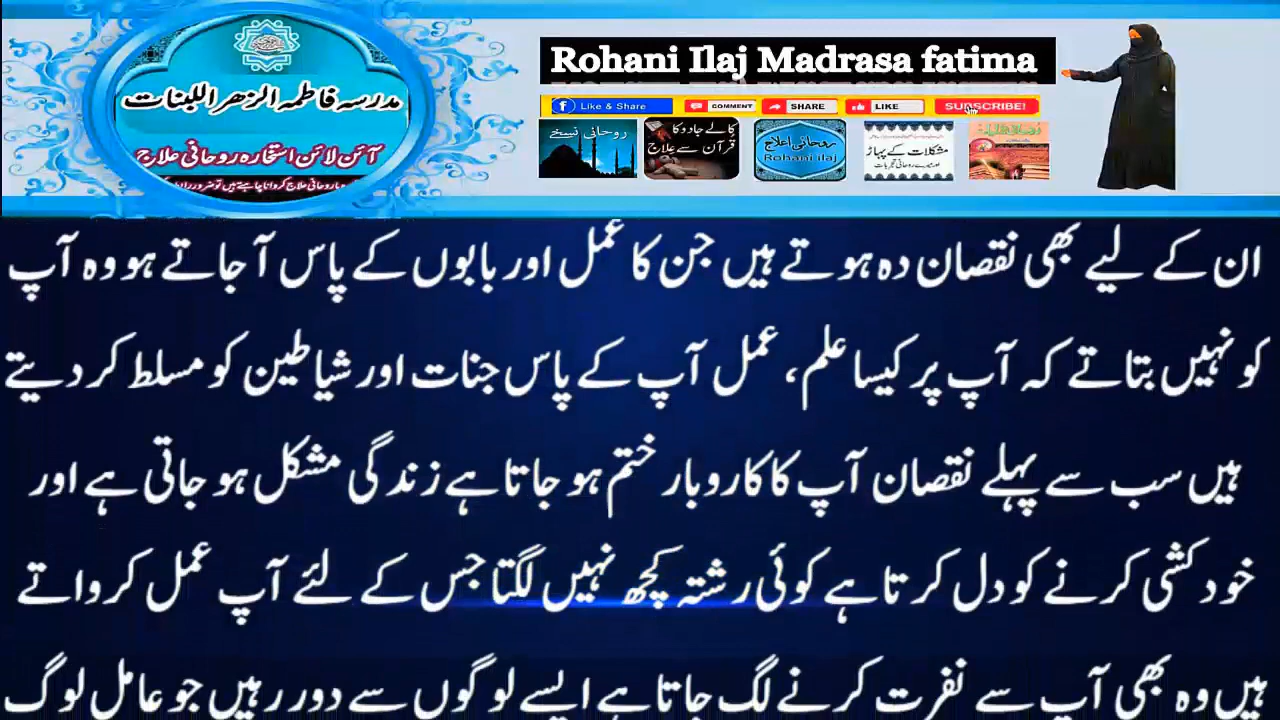 مدرسہ فاطمہ الزھرا للبنات
آئن لائن استخارہ روحانی علاج
Rohani Ilaj Madrasa fatima
Like & Share
COMMENT
SHARE
LIKE
SUBSCRIBE!
روحانی نسخے
کالے جادو کا
قرآن سے علاج
روحانی علاج
Rohani Ilaj
مشکلات کے پہاڑ
ان کے لیے بھی نقصان دہ ہوتے ہیں جن کا عمل اور بابوں کے پاس آ جاتے ہو وہ آپ
کو نہیں بتاتے کہ آپ پر کیسا علم، عمل آپ کے پاس جنات اور شیاطین کو مسلط کر دیتے
ہیں سب سے پہلے نقصان آپ کا کاروبار ختم ہو جاتا ہے زندگی مشکل ہو جاتی ہے اور
خودکشی کرنے کو دل کرتا ہے کوئی رشتہ کچھ نہیں لگتا جس کے لئے آپ عمل کرواتے
ہیں وہ بھی آپ سے نفرت کرنے لگ جاتا ہے ایسے لوگوں سے دور رہیں جو عامل لوگ